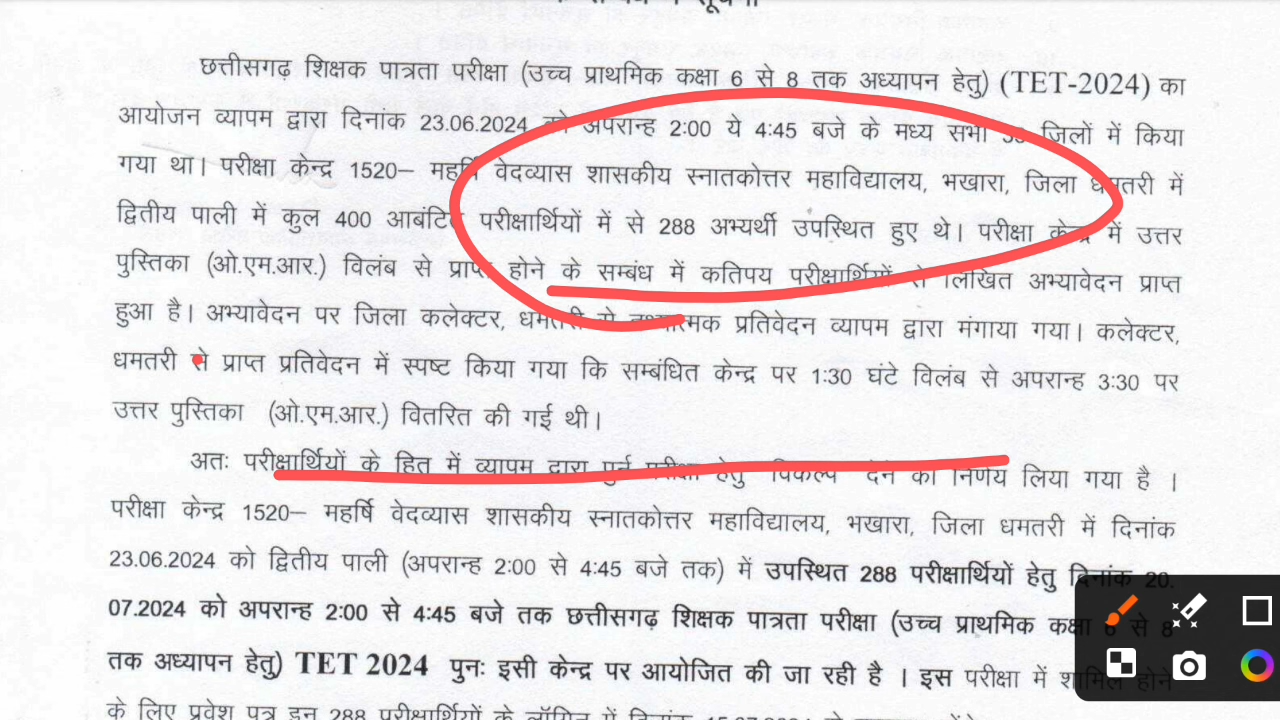 सूचना
छत्तीसगढ़ शिक्षक पात्रता परीक्षा (उच्च प्राथमिक कक्षा 6 से 8 तक अध्यापन हेतु) (TET-2024) का
आयोजन व्यापम द्वारा दिनांक 23.06.2024 को अपरान्ह 2:00 ये 4:45 बजे के मध्य सभी 33 जिलों में किया
गया था। परीक्षा केन्द्र 1520– महर्षि वेदव्यास शासकीय स्नातकोत्तर महाविद्यालय, भखारा, जिला धमतरी में
द्वितीय पाली में कुल 400 आबंटित परीक्षार्थियों में से 288 अभ्यर्थी उपस्थित हुए थे। परीक्षा केन्द्र में उत्तर
पुस्तिका (ओ.एम.आर.) विलंब से प्राप्त होने के सम्बंध में कतिपय परीक्षार्थियों से लिखित अभ्यावेदन प्राप्त
हुआ है। अभ्यावेदन पर जिला कलेक्टर, धमतरी से तथ्यात्मक प्रतिवेदन व्यापम द्वारा मंगाया गया। कलेक्टर,
धमतरी से प्राप्त प्रतिवेदन में स्पष्ट किया गया कि सम्बंधित केन्द्र पर 1:30 घंटे विलंब से अपरान्ह 3:30 पर
उत्तर पुस्तिका (ओ.एम.आर.) वितरित की गई थी।
अतः परीक्षार्थियों के हित में व्यापम द्वारा पुर्न परीक्षा हेतु विकल्प देने का निर्णय लिया गया है ।
परीक्षा केन्द्र 1520– महर्षि वेदव्यास शासकीय स्नातकोत्तर महाविद्यालय, भखारा, जिला धमतरी में दिनांक
23.06.2024 को द्वितीय पाली (अपरान्ह 2:00 से 4:45 बजे तक) में उपस्थित 288 परीक्षार्थियों हेतु दिनांक 20.
07.2024 को अपरान्ह 2:00 से 4:45 बजे तक छत्तीसगढ़ शिक्षक पात्रता परीक्षा (उच्च प्राथमिक कक्षा 6 से 8
तक अध्यापन हेतु) TET 2024 पुनः इसी केन्द्र पर आयोजित की जा रही है । इस परीक्षा में शामिल होने
के लिए प्रवेश पत्र इन 288 परीक्षार्थियों के लॉगिन में दिनांक 15.07.2024 से